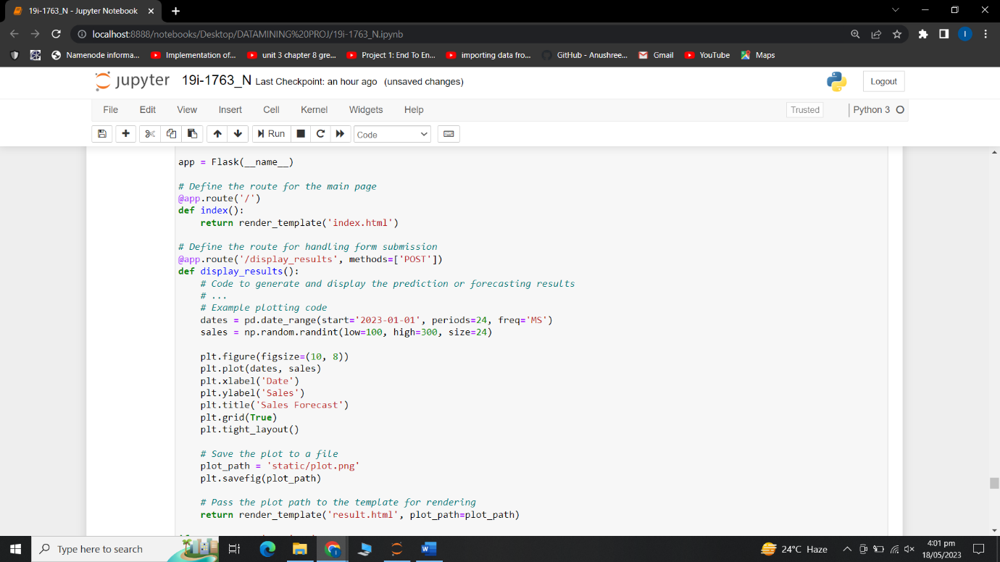 19i-1763_N - Jupyter Notebook
localhost:8888/notebooks/Desktop/DATAMINING%20PROJ/19i-1763_N.ipynb
Namenode informa... Implementation of... unit 3 chapter 8 gre... Project 1: End To En... importing data fro... GitHub - Anushree... Gmail YouTube Maps
jupyter 19i-1763_N Last Checkpoint: an hour ago (unsaved changes) Logout
File Edit View Insert Cell Kernel Widgets Help Trusted Python 3
Run Code
app = Flask(__name__)
# Define the route for the main page
@app.route('/')
def index():
    return render_template('index.html')
# Define the route for handling form submission
@app.route('/display_results', methods=['POST'])
def display_results():
    # Code to generate and display the prediction or forecasting results
    # ...
    # Example plotting code
    dates = pd.date_range(start='2023-01-01', periods=24, freq='MS')
    sales = np.random.randint(low=100, high=300, size=24)
    plt.figure(figsize=(10, 8))
    plt.plot(dates, sales)
    plt.xlabel('Date')
    plt.ylabel('Sales')
    plt.title('Sales Forecast')
    plt.grid(True)
    plt.tight_layout()
    # Save the plot to a file
    plot_path = 'static/plot.png'
    plt.savefig(plot_path)
    # Pass the plot path to the template for rendering
    return render_template('result.html', plot_path=plot_path)
Type here to search 24°C Haze 4:01 pm
18/05/2023